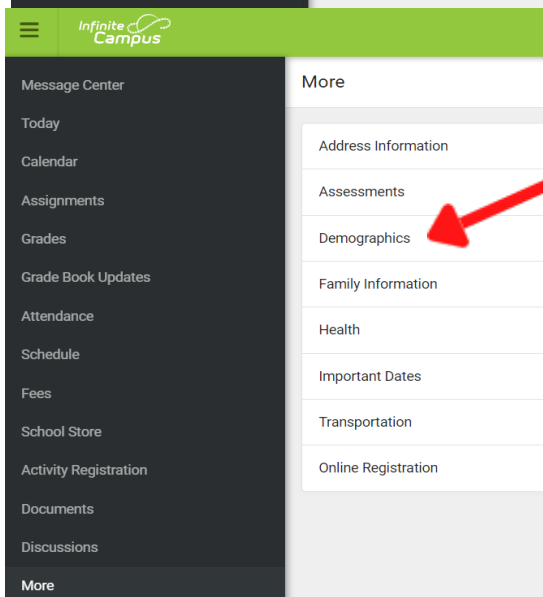 Infinite
Campus
Message Center
Today
Calendar
Assignments
Grades
Grade Book Updates
Attendance
Schedule
Fees
School Store
Activity Registration
Documents
Discussions
More
More
Address Information
Assessments
Demographics
Family Information
Health
Important Dates
Transportation
Online Registration